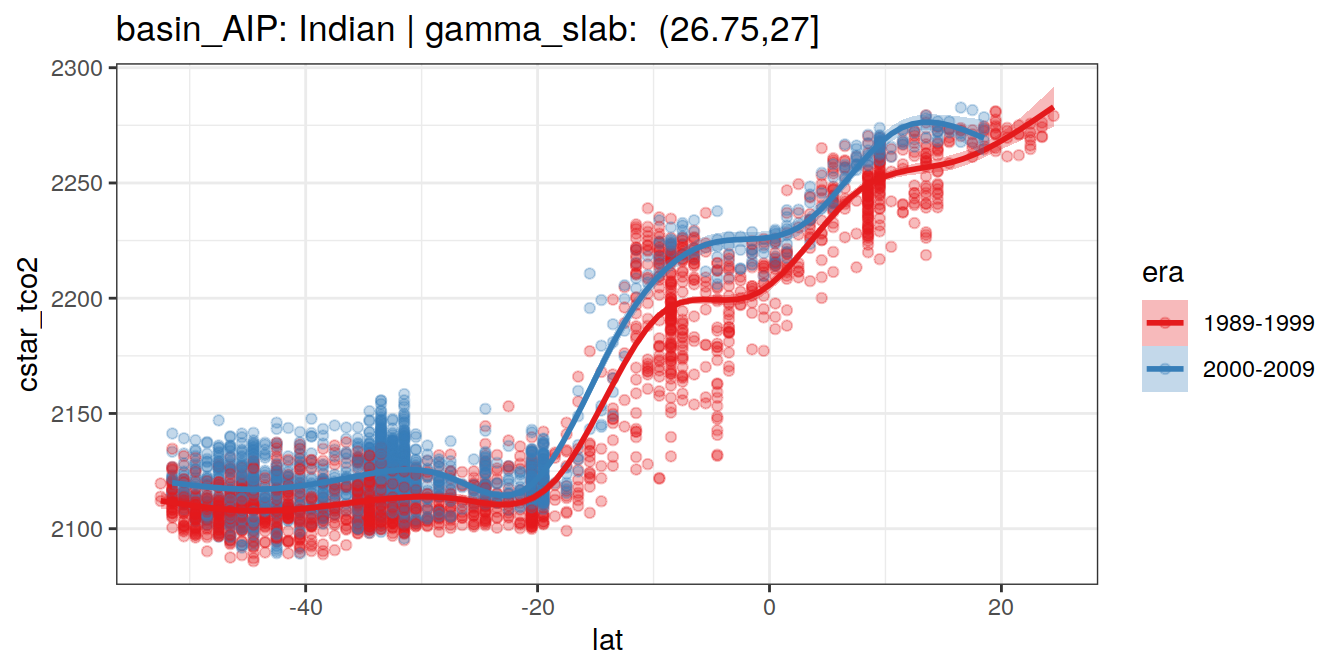 basin_AIP: Indian | gamma_slab:  (26.75,27]
2300
2250
2200
2150
2100
cstar_tco2
-40
-20
0
20
lat
era
1989-1999
2000-2009